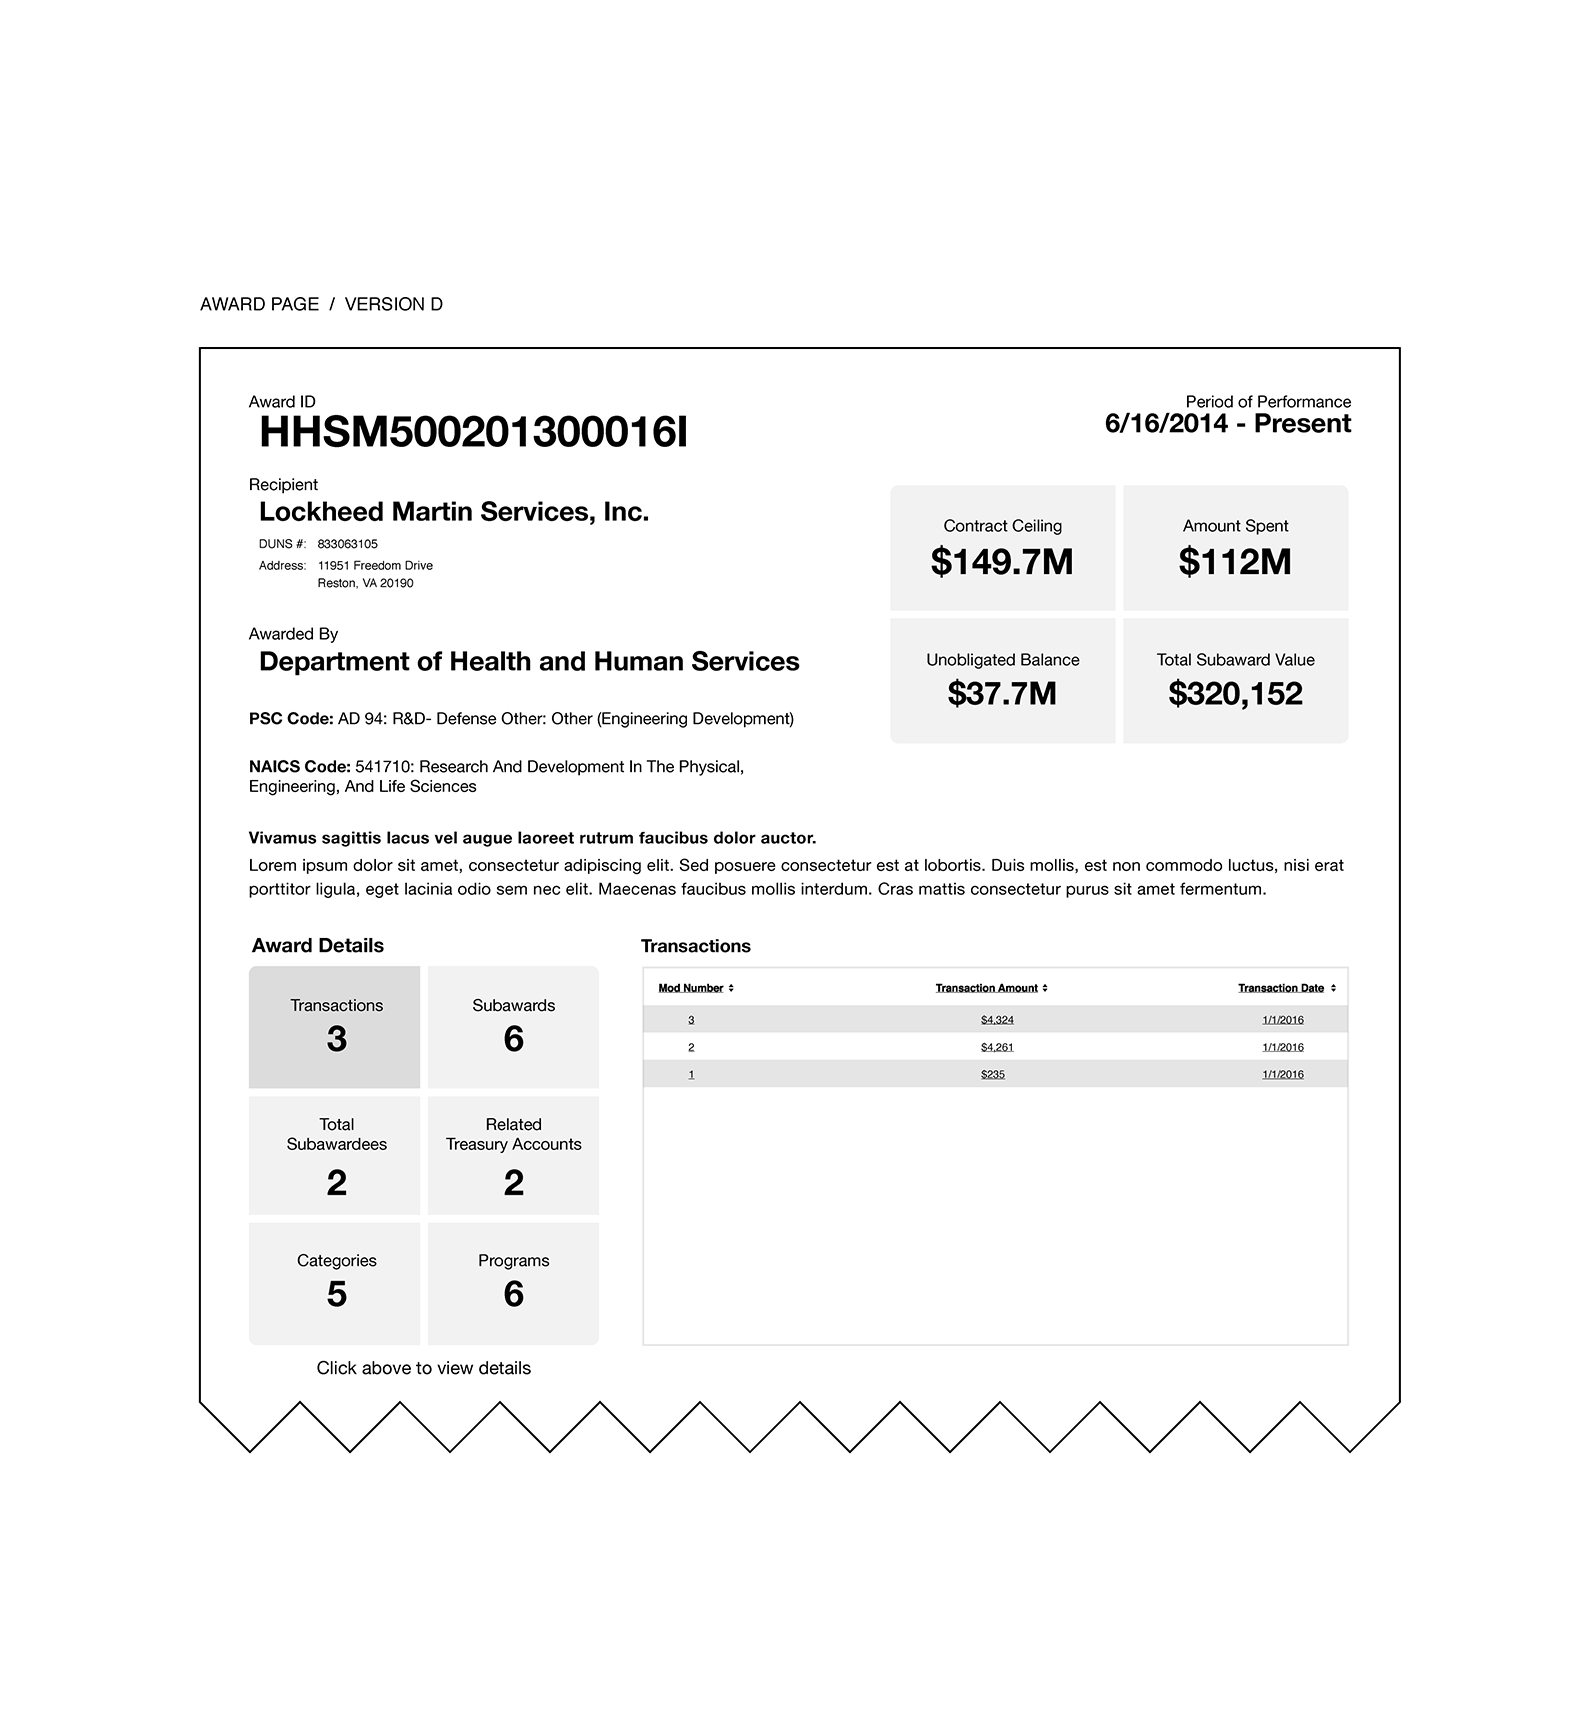 AWARD PAGE / VERSION D
Award ID
HHSM500201300016I
Period of Performance
6/16/2014 - Present
Recipient
Lockheed Martin Services, Inc.
DUNS #: 833063105
Address: 11951 Freedom Drive
Reston, VA 20190
Awarded By
Department of Health and Human Services
PSC Code: AD 94: R&D- Defense Other: Other (Engineering Development)
NAICS Code: 541710: Research And Development In The Physical,
Engineering, And Life Sciences
Contract Ceiling
$149.7M
Amount Spent
$112M
Unobligated Balance
$37.7M
Total Subaward Value
$320,152
Vivamus sagittis lacus vel augue laoreet rutrum faucibus dolor auctor.
Lorem ipsum dolor sit amet, consectetur adipiscing elit. Sed posuere consectetur est at lobortis. Duis mollis, est non commodo luctus, nisi erat
porttitor ligula, eget lacinia odio sem nec elit. Maecenas faucibus mollis interdum. Cras mattis consectetur purus sit amet fermentum.
Award Details
Transactions
3
Subawards
6
Total
Subawardees
2
Related
Treasury Accounts
2
Categories
5
Programs
6
Click above to view details
Transactions
Mod Number Transaction Amount Transaction Date
3 $4,324 1/1/2016
2 $4,261 1/1/2016
1 $235 1/1/2016